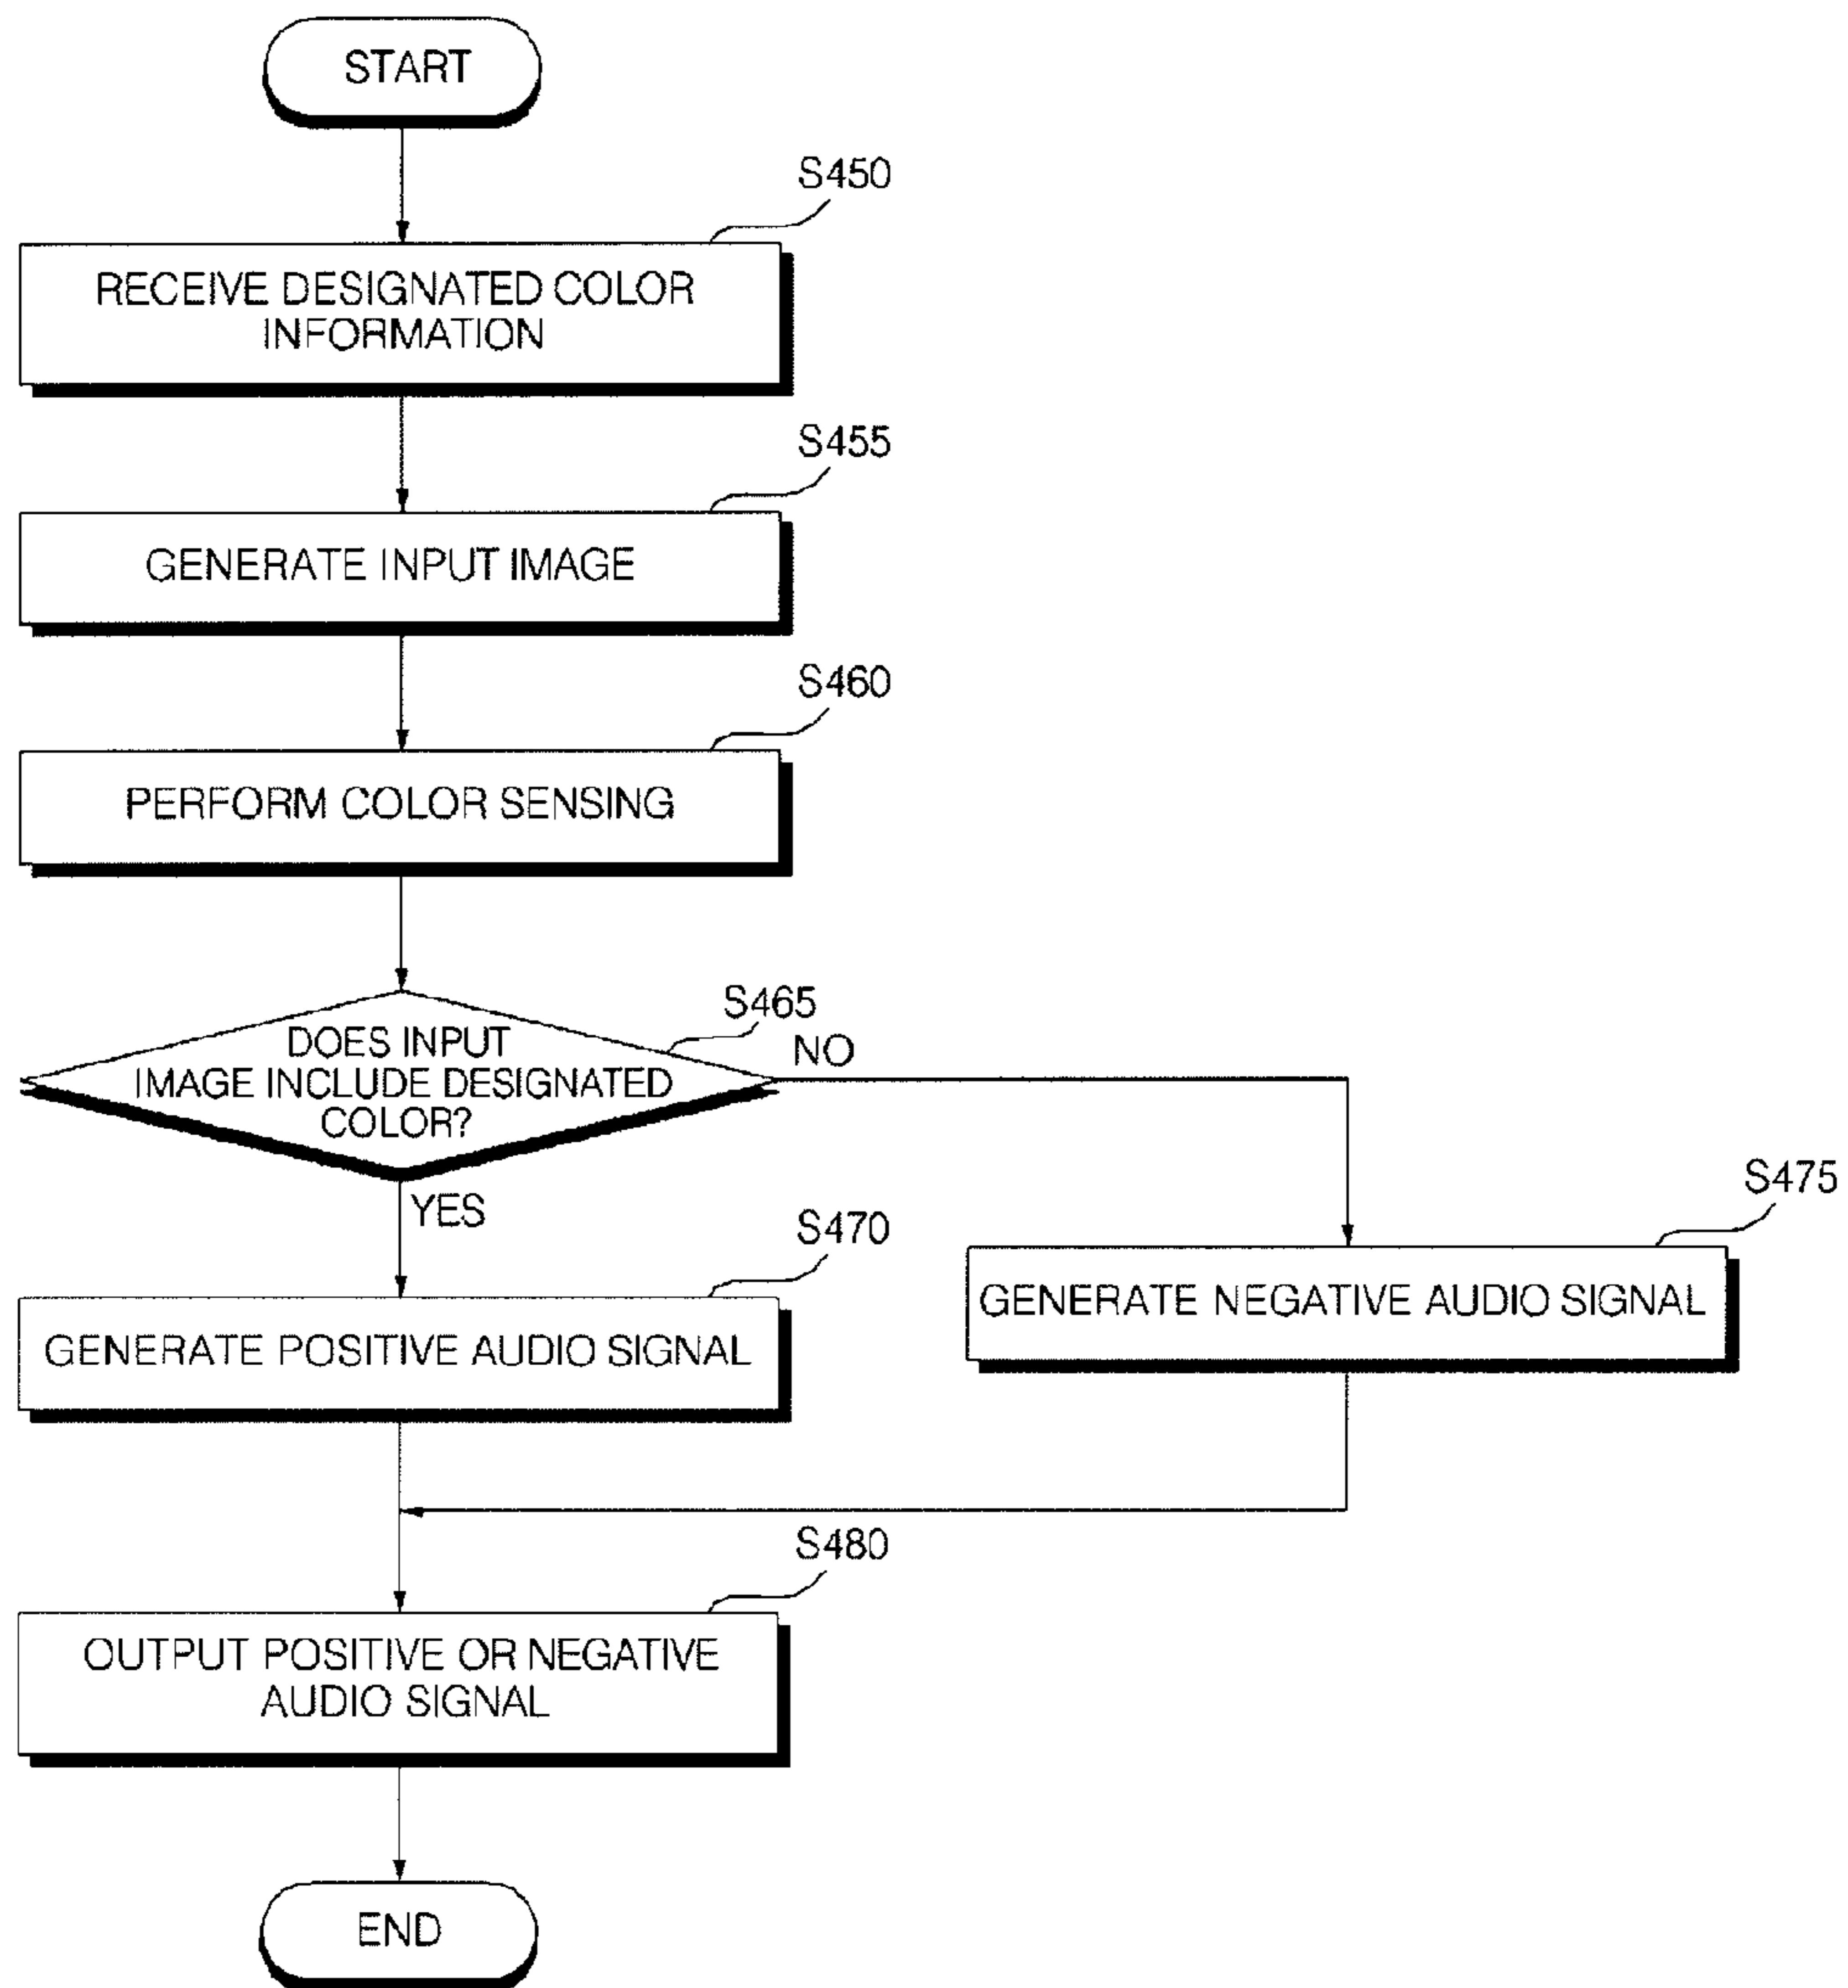 START
S450
RECEIVE DESIGNATED COLOR
INFORMATION
S455
GENERATE INPUT IMAGE
S460
PERFORM COLOR SENSING
S465
DOES INPUT
IMAGE INCLUDE DESIGNATED
COLOR?
NO
YES
S470
GENERATE POSITIVE AUDIO SIGNAL
S475
GENERATE NEGATIVE AUDIO SIGNAL
S480
OUTPUT POSITIVE OR NEGATIVE
AUDIO SIGNAL
END